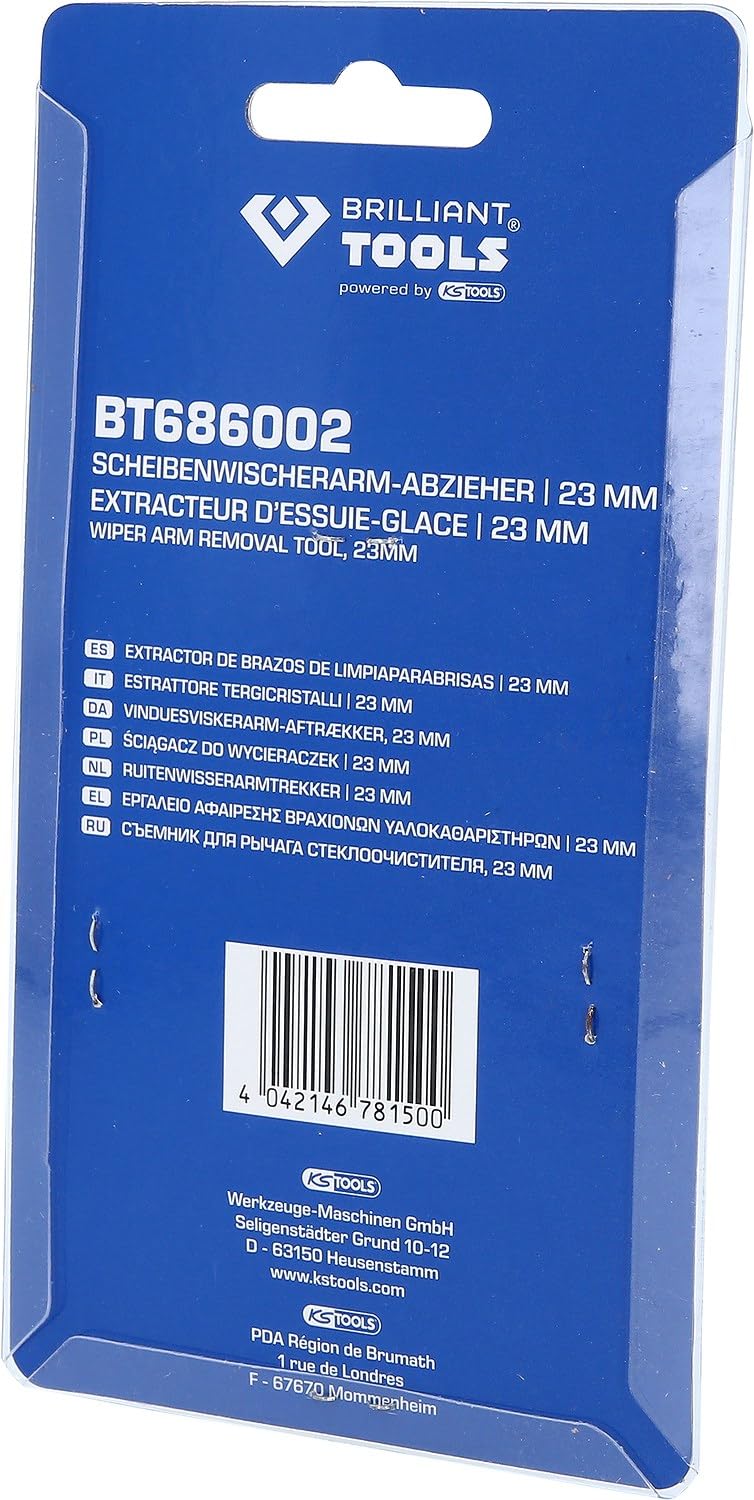 BRILLIANT
TOOLS®
powered by KS TOOLS
BT686002
SCHEIBENWISCHERARM-ABZIEHER | 23 MM
EXTRACTEUR D'ESSUIE-GLACE | 23 MM
WIPER ARM REMOVAL TOOL, 23MM
ES EXTRACTOR DE BRAZOS DE LIMPIAPARABRISAS | 23 MM
IT ESTRATTORE TERGICRISTALLI | 23 MM
DA VINDUESVISKERARM-AFTRÆKKER, 23 MM
PL ŚCIĄGACZ DO WYCIERACZEK | 23 MM
NL RUITENWISSERARMTREKKER | 23 MM
EL ΕΡΓΑΛΕΙΟ ΑΦΑΙΡΕΣΗΣ ΒΡΑΧΙΟΝΩΝ ΥΑΛΟΚΑΘΑΡΙΣΤΗΡΩΝ | 23 MM
RU СЪЕМНИК ДЛЯ РЫЧАГА СТЕКЛООЧИСТИТЕЛЯ, 23 MM
4 042146 781500
KS TOOLS
Werkzeuge-Maschinen GmbH
Seligenstädter Grund 10-12
D - 63150 Heusenstamm
www.kstools.com
KS TOOLS
PDA Région de Brumath
1 rue de Londres
F - 67670 Mommenheim